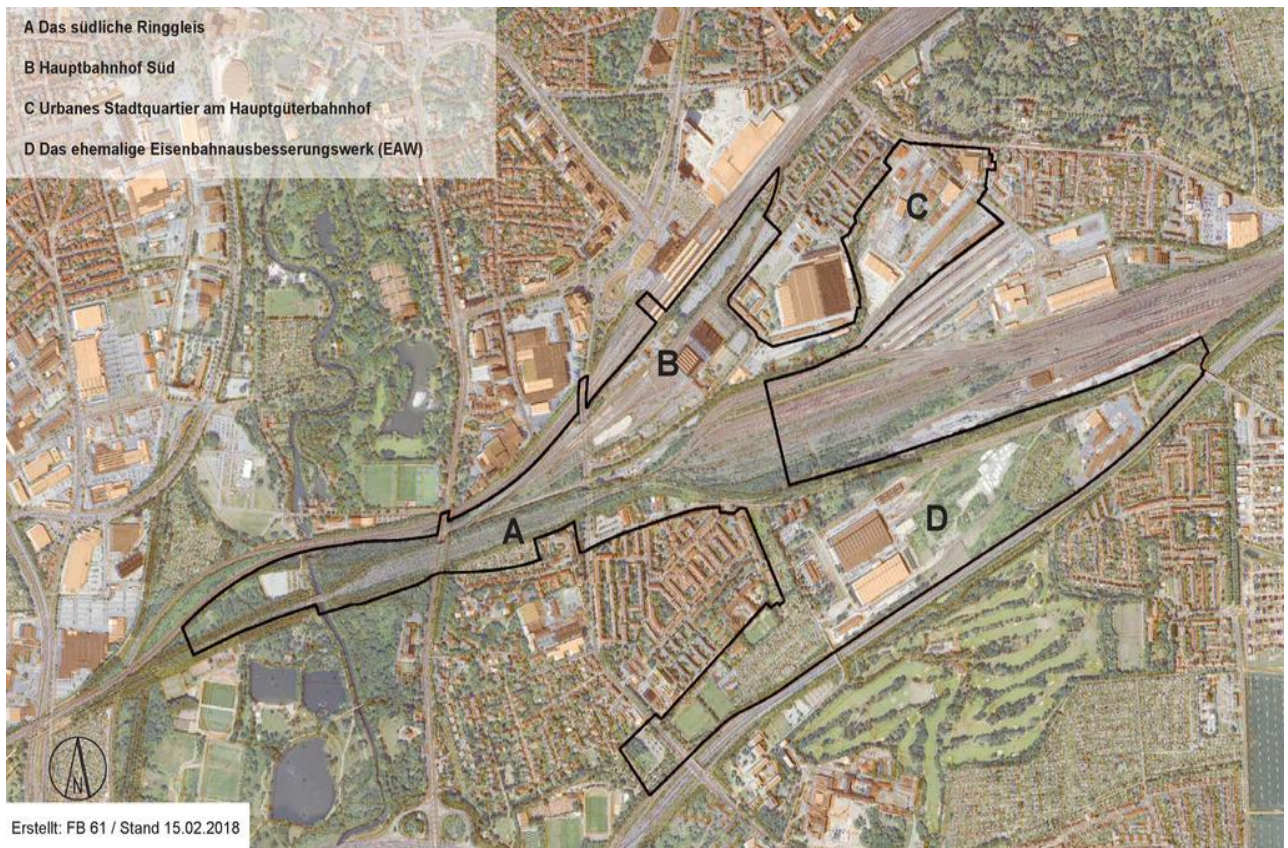 A Das südliche Ringgleis
B Hauptbahnhof Süd
C Urbanes Stadtquartier am Hauptgüterbahnhof
D Das ehemalige Eisenbahnausbesserungswerk (EAW)
C
B
A
D
N
Erstellt: FB 61 / Stand 15.02.2018